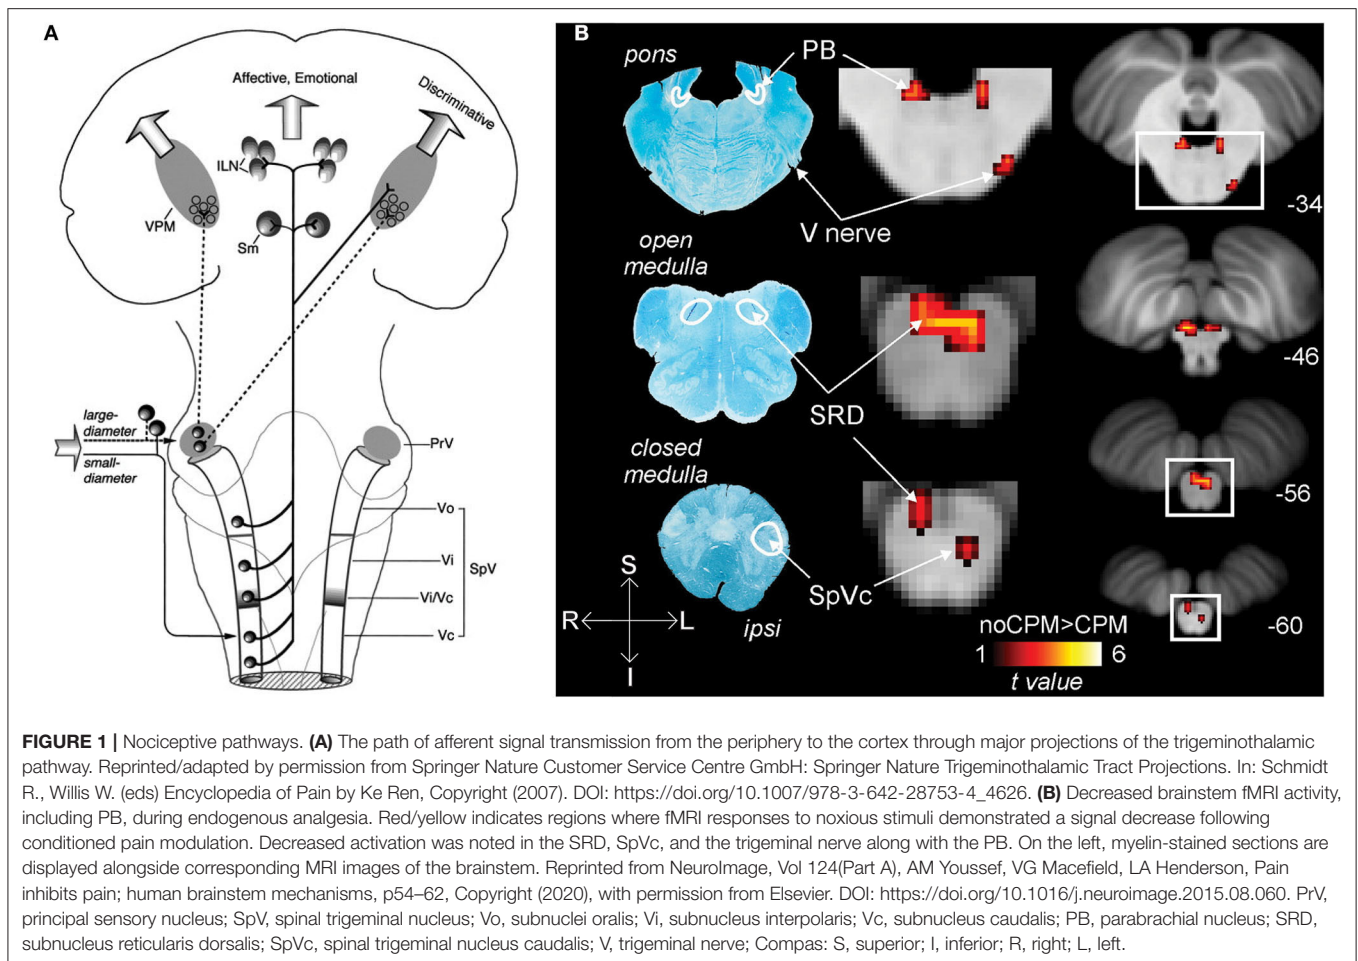 A
Affective, Emotional
Discriminative
ILN
VPM
Sm
large-
diameter
small-
diameter
PrV
Vo
Vi
SpV
Vi/Vc
Vc
B
pons
PB
V nerve
-34
open
medulla
-46
SRD
closed
medulla
-56
S
R
L
I
ipsi
SpVc
noCPM>CPM
1
6
t value
-60
FIGURE 1 | Nociceptive pathways. (A) The path of afferent signal transmission from the periphery to the cortex through major projections of the trigeminothalamic
pathway. Reprinted/adapted by permission from Springer Nature Customer Service Centre GmbH: Springer Nature Trigeminothalamic Tract Projections. In: Schmidt
R., Willis W. (eds) Encyclopedia of Pain by Ke Ren, Copyright (2007). DOI: https://doi.org/10.1007/978-3-642-28753-4_4626. (B) Decreased brainstem fMRI activity,
including PB, during endogenous analgesia. Red/yellow indicates regions where fMRI responses to noxious stimuli demonstrated a signal decrease following
conditioned pain modulation. Decreased activation was noted in the SRD, SpVc, and the trigeminal nerve along with the PB. On the left, myelin-stained sections are
displayed alongside corresponding MRI images of the brainstem. Reprinted from NeuroImage, Vol 124(Part A), AM Youssef, VG Macefield, LA Henderson, Pain
inhibits pain; human brainstem mechanisms, p54–62, Copyright (2020), with permission from Elsevier. DOI: https://doi.org/10.1016/j.neuroimage.2015.08.060. PrV,
principal sensory nucleus; SpV, spinal trigeminal nucleus; Vo, subnuclei oralis; Vi, subnucleus interpolaris; Vc, subnucleus caudalis; PB, parabrachial nucleus; SRD,
subnucleus reticularis dorsalis; SpVc, spinal trigeminal nucleus caudalis; V, trigeminal nerve; Compas: S, superior; I, inferior; R, right; L, left.